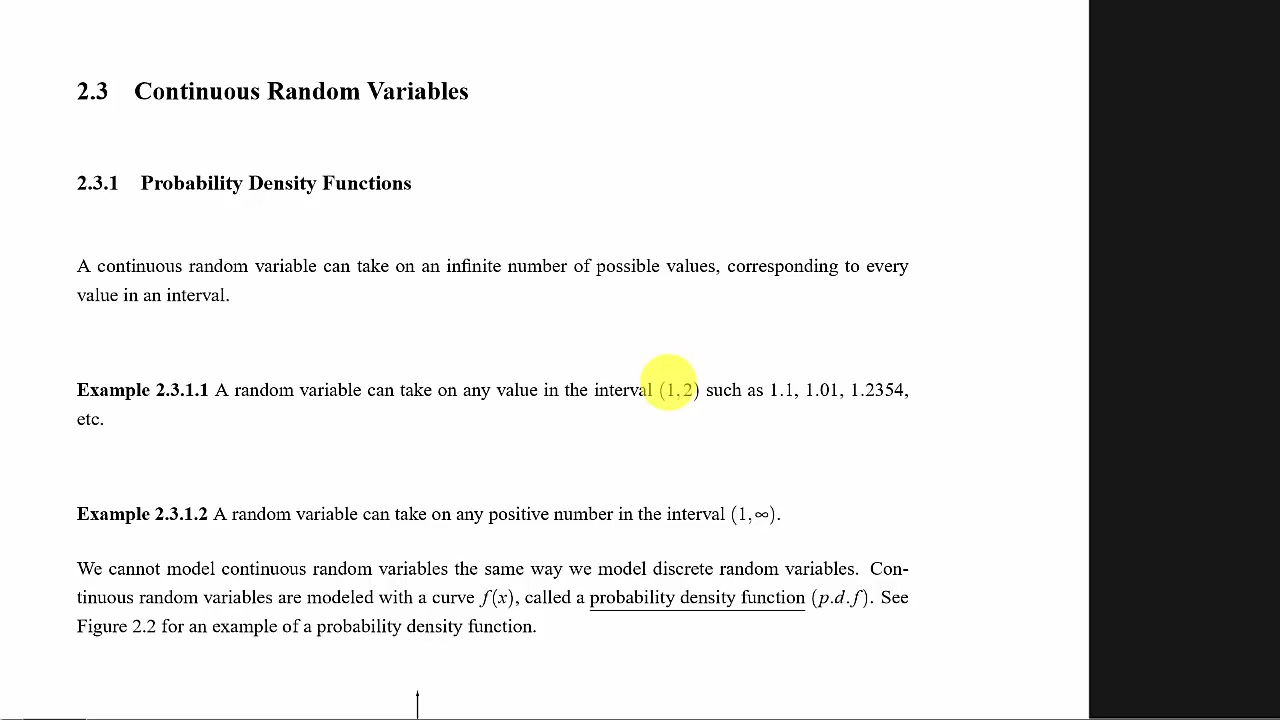 2.3 Continuous Random Variables
2.3.1 Probability Density Functions
A continuous random variable can take on an infinite number of possible values, corresponding to every
value in an interval.
Example 2.3.1.1 A random variable can take on any value in the interval (1,2) such as 1.1, 1.01, 1.2354,
etc.
Example 2.3.1.2 A random variable can take on any positive number in the interval (1,∞).
We cannot model continuous random variables the same way we model discrete random variables. Con-
tinuous random variables are modeled with a curve f(x), called a probability density function (p.d.f). See
Figure 2.2 for an example of a probability density function.